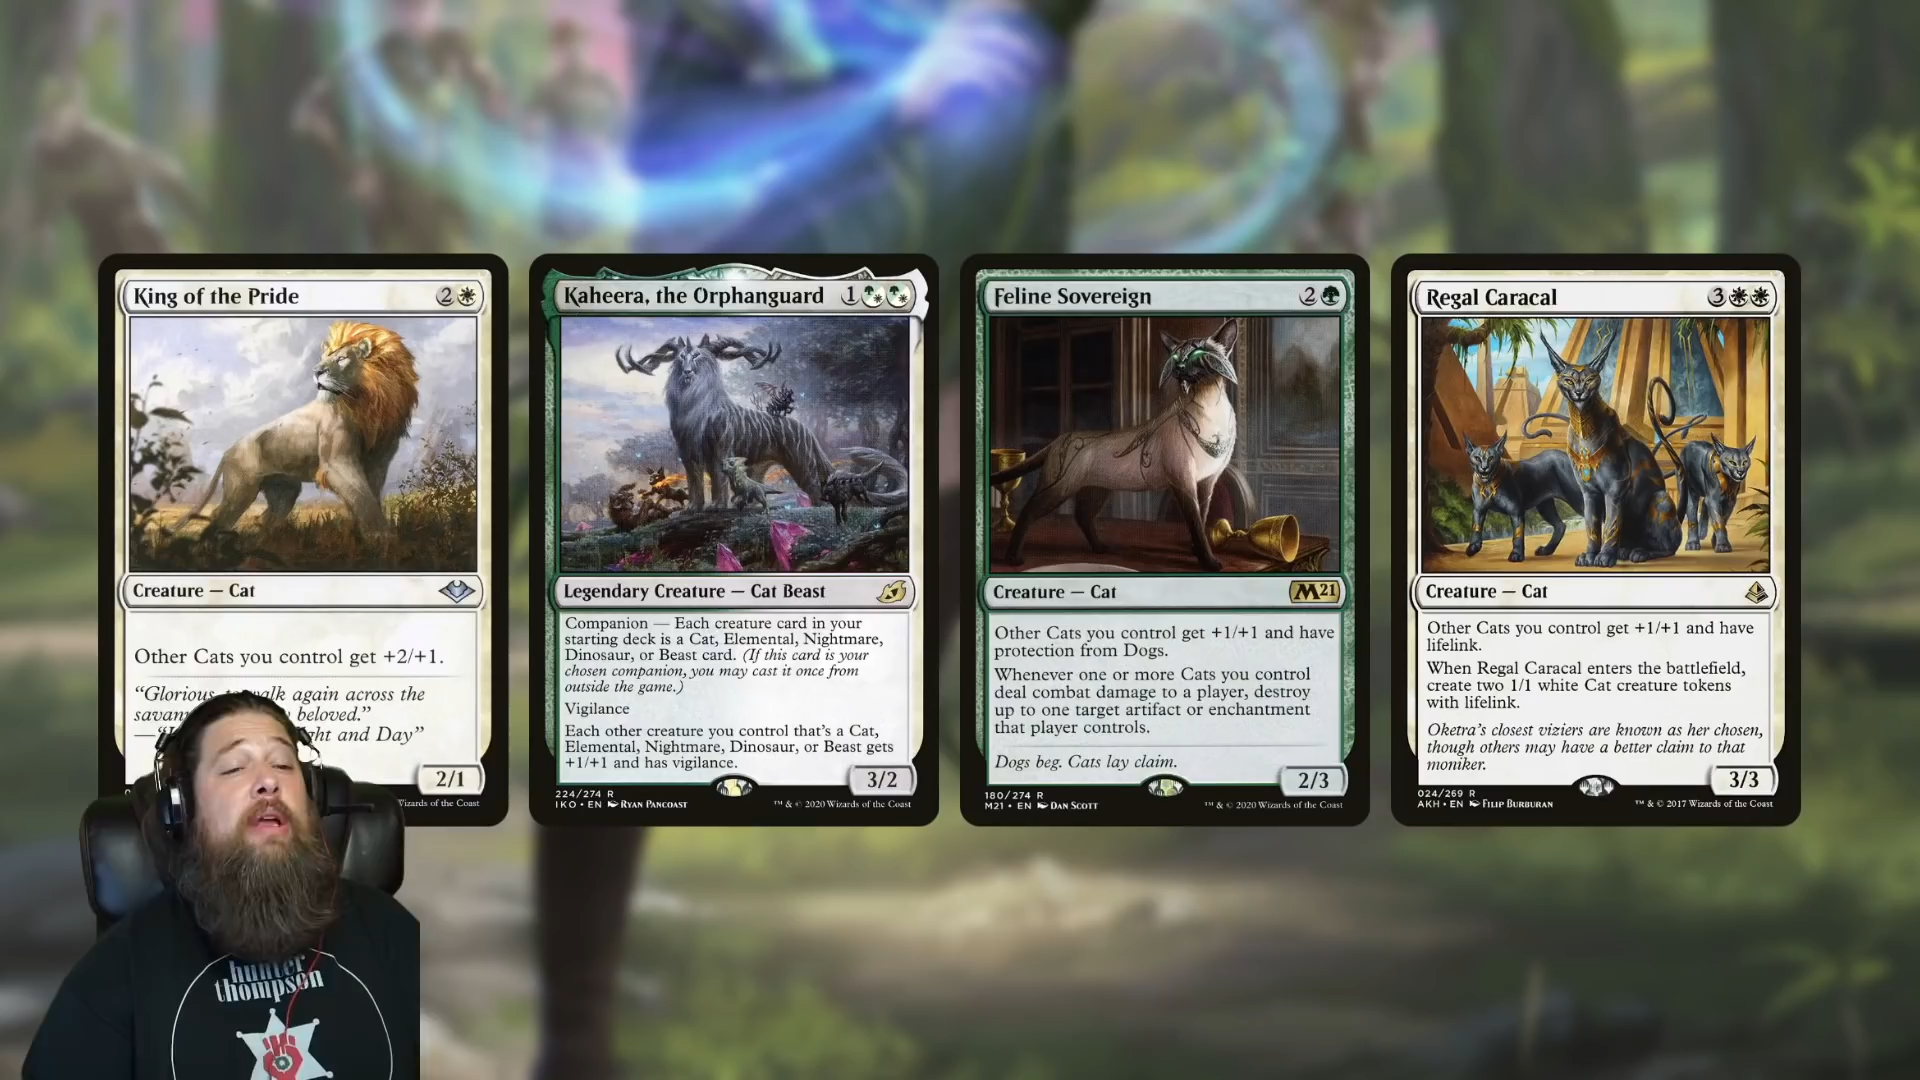 King of the Pride 2
Creature — Cat
Other Cats you control get +2/+1.
"Glorious to walk again across the
beloved."
Night and Day"
2/1
Wizards of the Coast
Kaheera, the Orphanguard 1
Legendary Creature — Cat Beast
Companion — Each creature card in your
starting deck is a Cat, Elemental, Nightmare,
Dinosaur, or Beast card. (If this card is your
chosen companion, you may cast it once from
outside the game.)
Vigilance
Each other creature you control that's a Cat,
Elemental, Nightmare, Dinosaur, or Beast gets
+1/+1 and has vigilance.
3/2
224/274 R
IKO • EN RYAN PANCOAST
™ & © 2020 Wizards of the Coast
Feline Sovereign 2
Creature — Cat
M21
Other Cats you control get +1/+1 and have
protection from Dogs.
Whenever one or more Cats you control
deal combat damage to a player, destroy
up to one target artifact or enchantment
that player controls.
Dogs beg. Cats lay claim.
2/3
180/274 R
M21 • EN DAN SCOTT
™ & © 2020 Wizards of the Coast
Regal Caracal 3
Creature — Cat
Other Cats you control get +1/+1 and have
lifelink.
When Regal Caracal enters the battlefield,
create two 1/1 white Cat creature tokens
with lifelink.
Oketra's closest viziers are known as her chosen,
though others may have a better claim to that
moniker.
3/3
024/269 R
AKH • EN FILIP BURBURAN
™ & © 2017 Wizards of the Coast
hunter
thompson